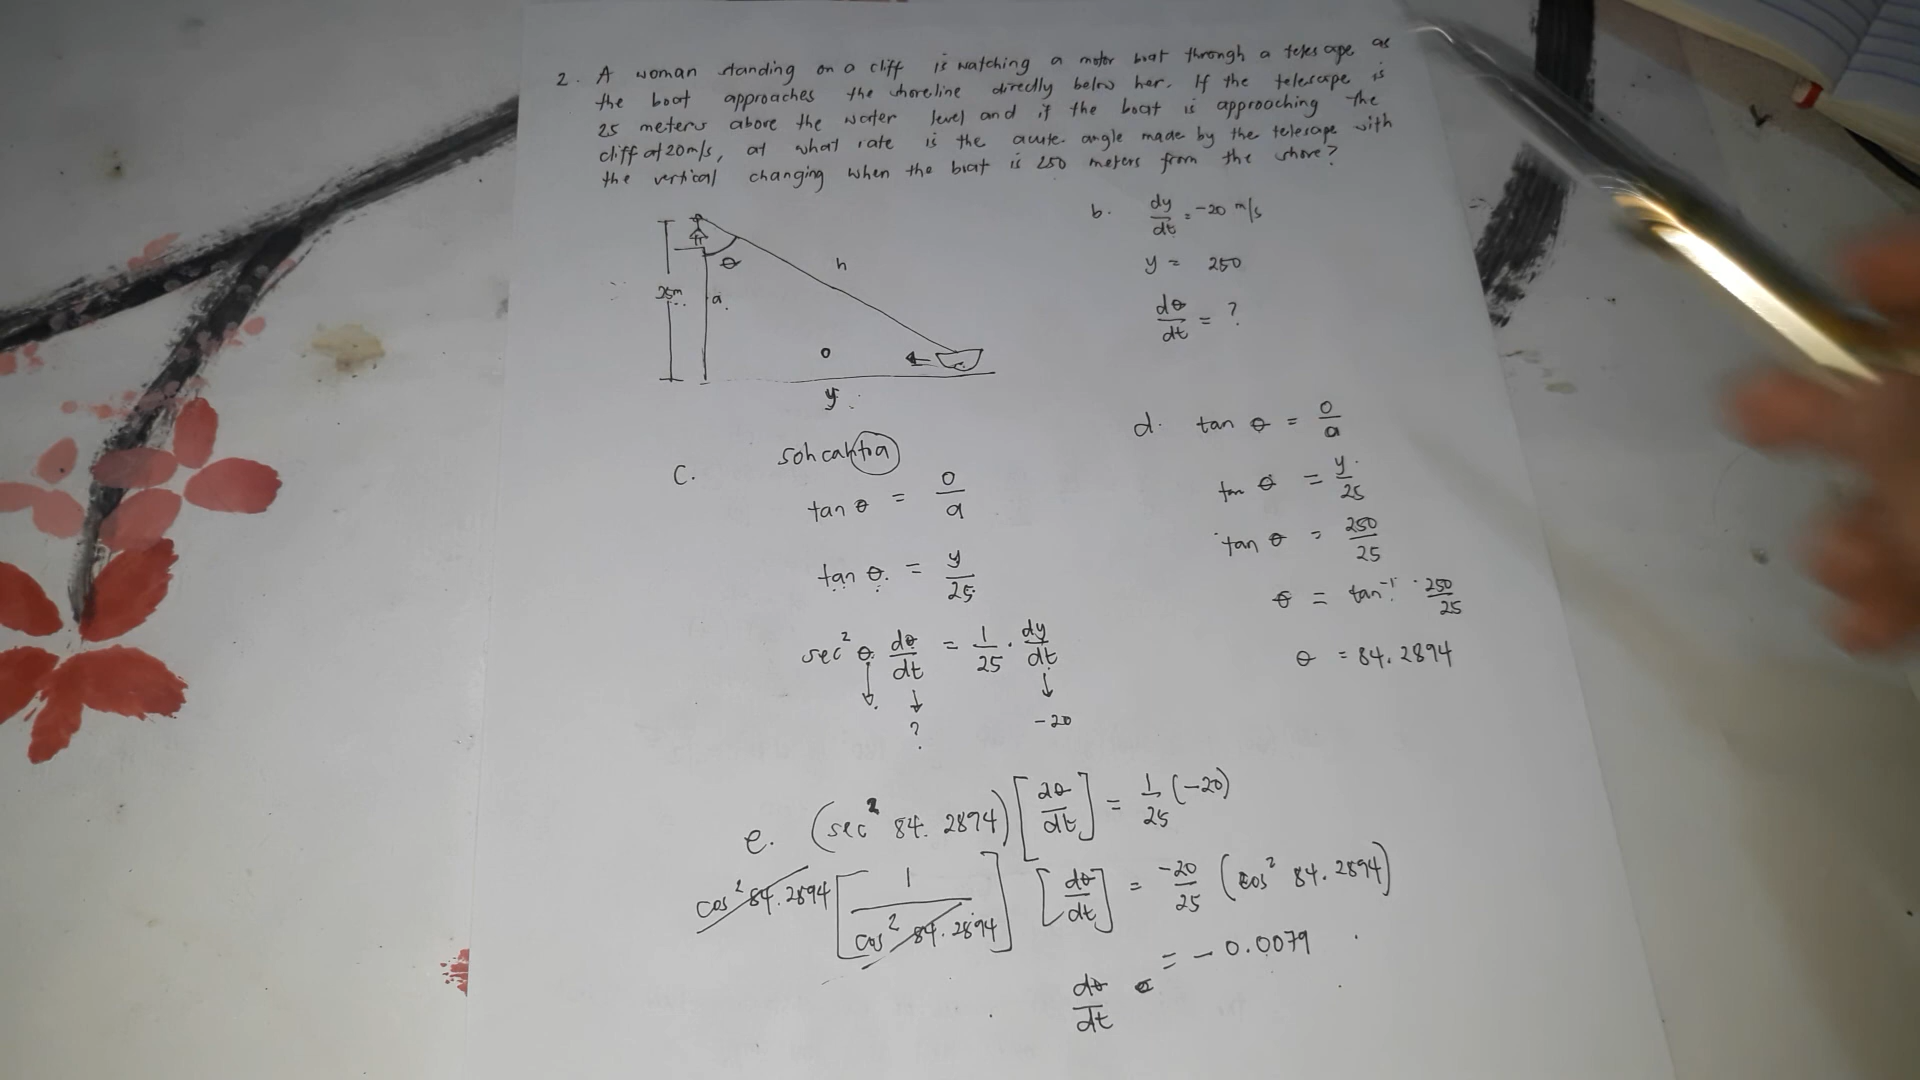 2. A woman standing on a cliff is watching a motor boat through a telescope as
the boat approaches the shoreline directly below her. If the telescope is
25 meters above the water level and if the boat is approaching the
cliff at 20 m/s, at what rate is the acute angle made by the telescape with
the vertical changing when the boat is 250 meters from the shore?
25m
θ
h
a
o
y
b. dy/dt = -20 m/s
y = 250
dθ/dt = ?
c. sohcahtoa
tan θ = o/a
tan θ = y/25
sec² θ dθ/dt = 1/25 · dy/dt
?
-20
d. tan θ = o/a
tan θ = y/25
tan θ = 250/25
θ = tan⁻¹ · 250/25
θ = 84.2894
e. (sec² 84.2894) [dθ/dt] = 1/25 (-20)
cos² 84.2894 [1/cos² 84.2894] [dθ/dt] = -20/25 (cos² 84.2894)
dθ/dt = -0.0079